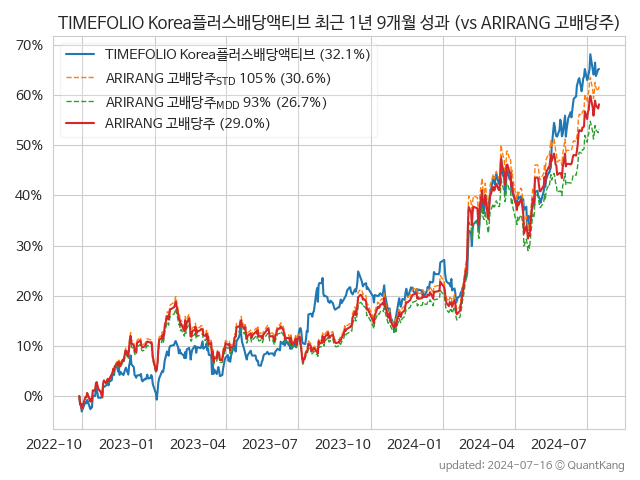 TIMEFOLIO Korea플러스배당액티브 최근 1년 9개월 성과 (vs ARIRANG 고배당주)
70%
60%
50%
40%
30%
20%
10%
0%
TIMEFOLIO Korea플러스배당액티브 (32.1%)
ARIRANG 고배당주STD 105% (30.6%)
ARIRANG 고배당주MDD 93% (26.7%)
ARIRANG 고배당주 (29.0%)
2022-10 2023-01 2023-04 2023-07 2023-10 2024-01 2024-04 2024-07
updated: 2024-07-16 © QuantKang